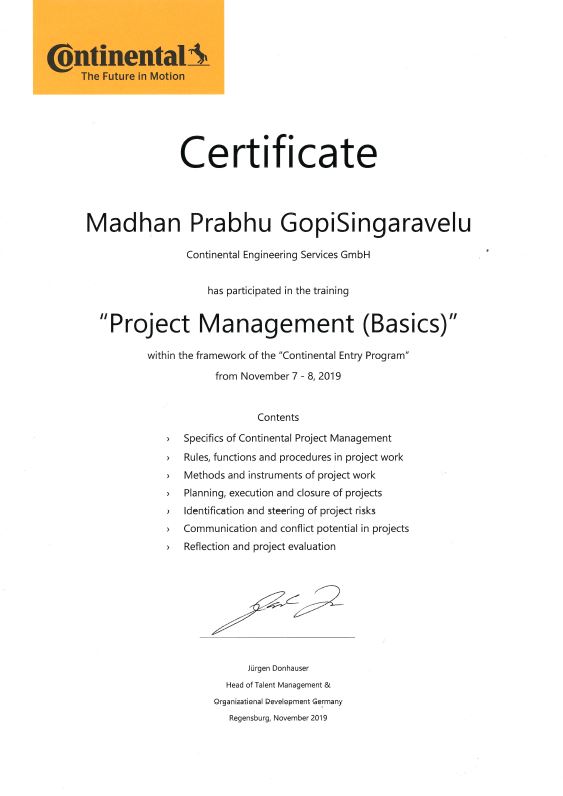 Continental
The Future in Motion
Certificate
Madhan Prabhu GopiSingaravelu
Continental Engineering Services GmbH
has participated in the training
“Project Management (Basics)”
within the framework of the “Continental Entry Program”
from November 7 - 8, 2019
Contents
› Specifics of Continental Project Management
› Rules, functions and procedures in project work
› Methods and instruments of project work
› Planning, execution and closure of projects
› Identification and steering of project risks
› Communication and conflict potential in projects
› Reflection and project evaluation
Jürgen Donhauser
Head of Talent Management &
Organizational Development Germany
Regensburg, November 2019